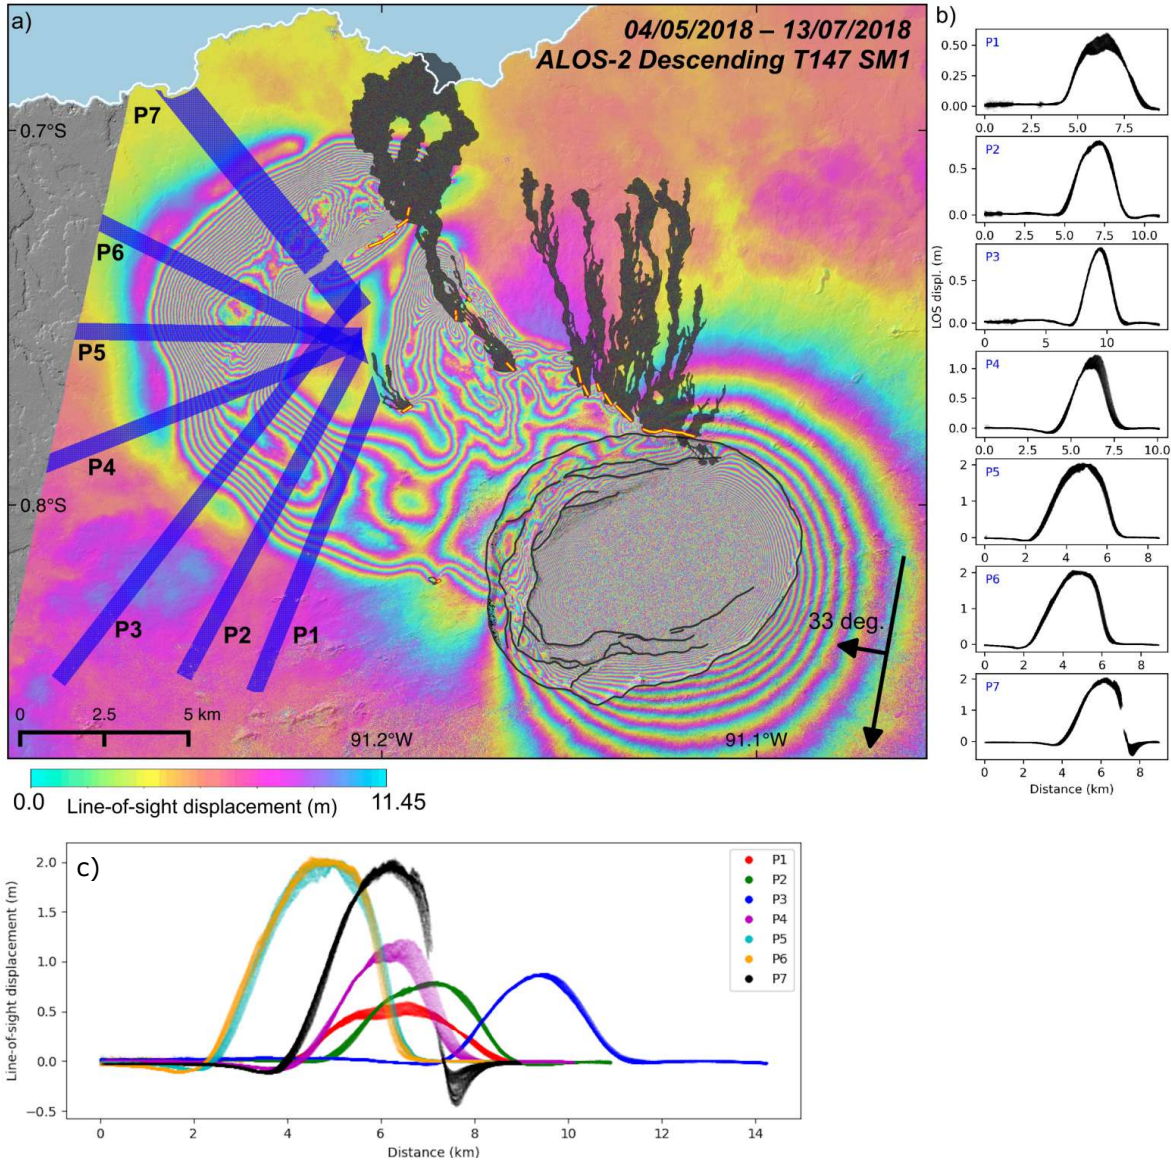 a)
04/05/2018 – 13/07/2018
ALOS-2 Descending T147 SM1
P7
0.7°S
P6
P5
P4
0.8°S
P3
P2
P1
33 deg.
0 2.5 5 km
91.2°W
91.1°W
0.0 Line-of-sight displacement (m) 11.45
b)
P1
0.50
0.25
0.00
0.0 2.5 5.0 7.5
P2
0.5
0.0
0.0 2.5 5.0 7.5 10.0
P3
0.5
0.0
0 5 10
LOS displ. (m)
P4
1.0
0.5
0.0
0.0 2.5 5.0 7.5 10.0
P5
2
1
0
0 2 4 6 8
P6
2
1
0
0 2 4 6 8
P7
2
1
0
0 2 4 6 8
Distance (km)
c)
Line-of-sight displacement (m)
2.0
1.5
1.0
0.5
0.0
−0.5
0 2 4 6 8 10 12 14
Distance (km)
P1
P2
P3
P4
P5
P6
P7